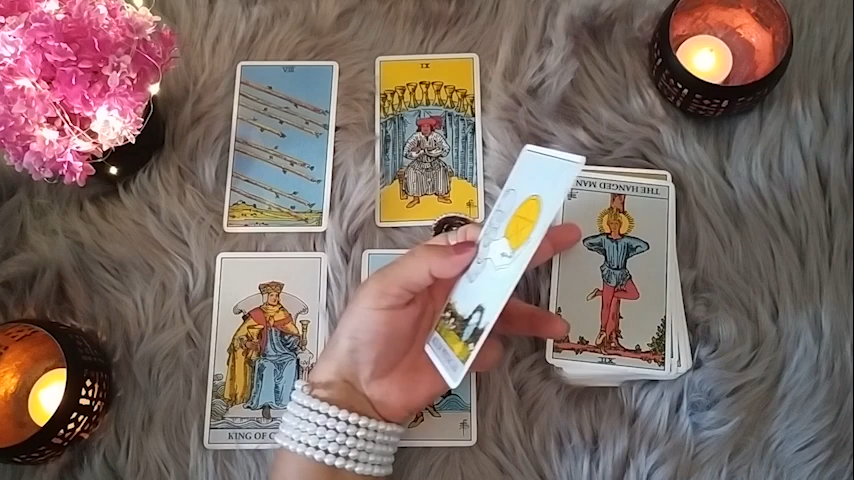 VIII
IX
THE HANGED MAN
XII
KING OF C